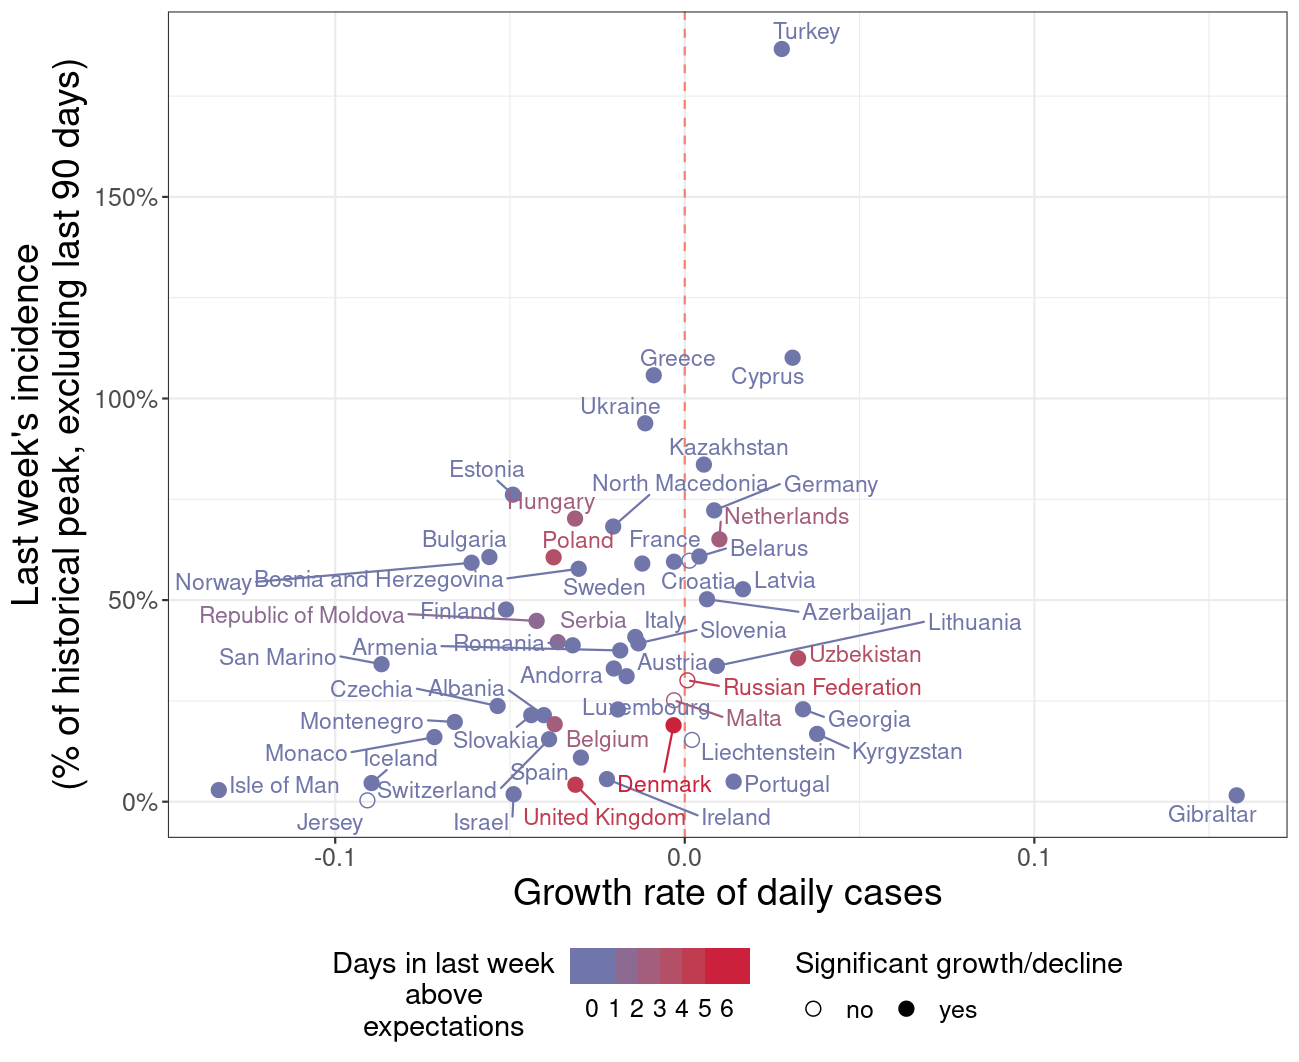 Turkey
150%
Greece
Cyprus
100%
Ukraine
Kazakhstan
Estonia
North Macedonia
Germany
Hungary
Netherlands
Bulgaria
Poland
France
Belarus
Norway
Bosnia and Herzegovina
Sweden
Croatia
Latvia
50%
Republic of Moldova
Finland
Serbia
Italy
Azerbaijan
Lithuania
Slovenia
Armenia
Romania
San Marino
Austria
Uzbekistan
Andorra
Czechia
Albania
Russian Federation
Luxembourg
Malta
Georgia
Montenegro
Slovakia
Belgium
Monaco
Iceland
Liechtenstein
Kyrgyzstan
Spain
Isle of Man
Switzerland
Denmark
Portugal
0%
Jersey
Israel
United Kingdom
Ireland
Gibraltar
Last week's incidence
(% of historical peak, excluding last 90 days)
-0.1
0.0
0.1
Growth rate of daily cases
Days in last week
above
expectations
0 1 2 3 4 5 6
Significant growth/decline
no
yes